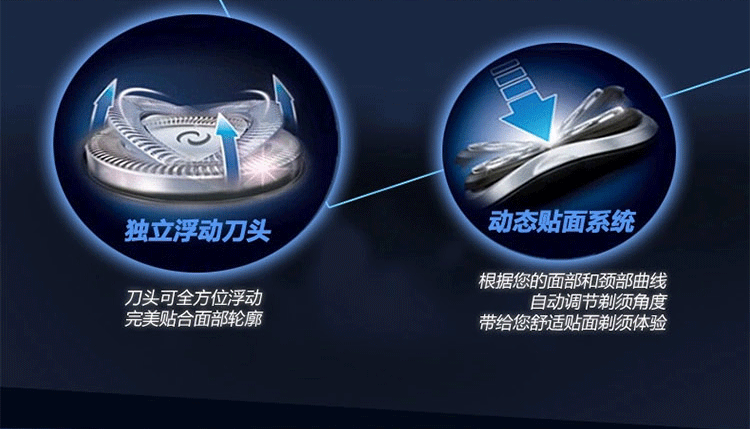 独立浮动刀头
刀头可全方位浮动
完美贴合面部轮廓
动态贴面系统
根据您的面部和颈部曲线
自动调节剃须角度
带给您舒适贴面剃须体验